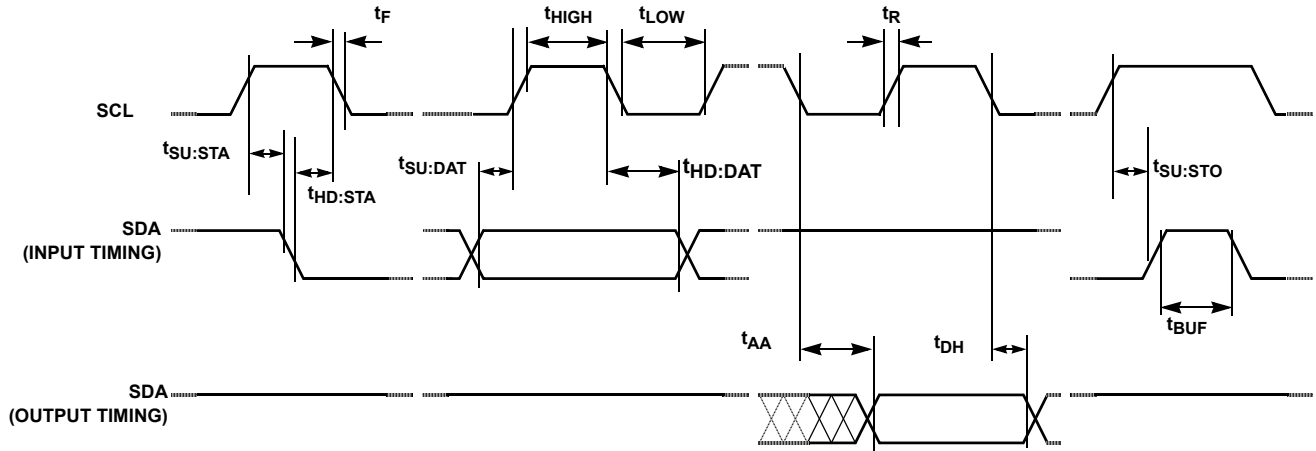 tF
tHIGH
tLOW
tR
SCL
tSU:STA
tHD:STA
tSU:DAT
tHD:DAT
tSU:STO
SDA
(INPUT TIMING)
tBUF
tAA
tDH
SDA
(OUTPUT TIMING)